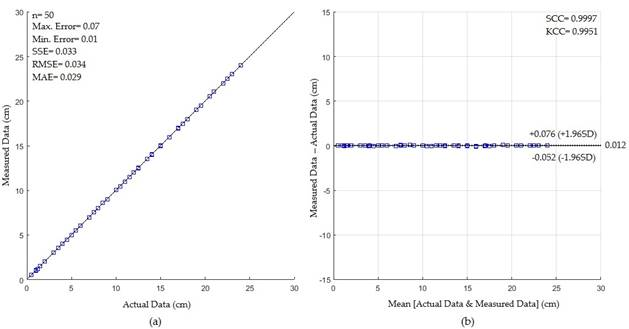 n= 50
Max. Error= 0.07
Min. Error= 0.01
SSE= 0.033
RMSE= 0.034
MAE= 0.029
30
25
20
15
10
5
0
0 5 10 15 20 25 30
Measured Data (cm)
Actual Data (cm)
(a)
SCC= 0.9997
KCC= 0.9951
15
10
5
0
-5
-10
-15
0 5 10 15 20 25 30
+0.076 (+1.96SD)
0.012
-0.052 (-1.96SD)
Measured Data – Actual Data (cm)
Mean [Actual Data & Measured Data] (cm)
(b)